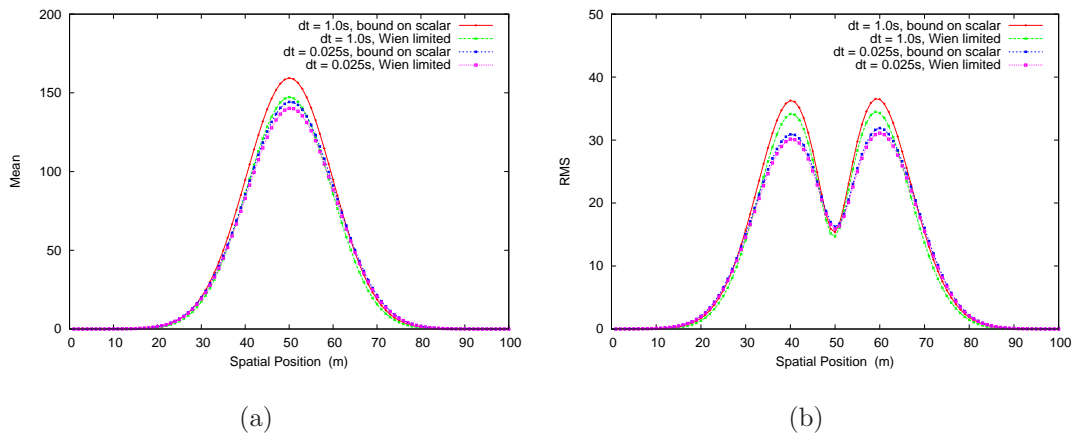 200
150
100
50
0
0 10 20 30 40 50 60 70 80 90 100
Mean
Spatial Position (m)
dt = 1.0s, bound on scalar
dt = 1.0s, Wien limited
dt = 0.025s, bound on scalar
dt = 0.025s, Wien limited
(a)
50
40
30
20
10
0
0 10 20 30 40 50 60 70 80 90 100
RMS
Spatial Position (m)
dt = 1.0s, bound on scalar
dt = 1.0s, Wien limited
dt = 0.025s, bound on scalar
dt = 0.025s, Wien limited
(b)